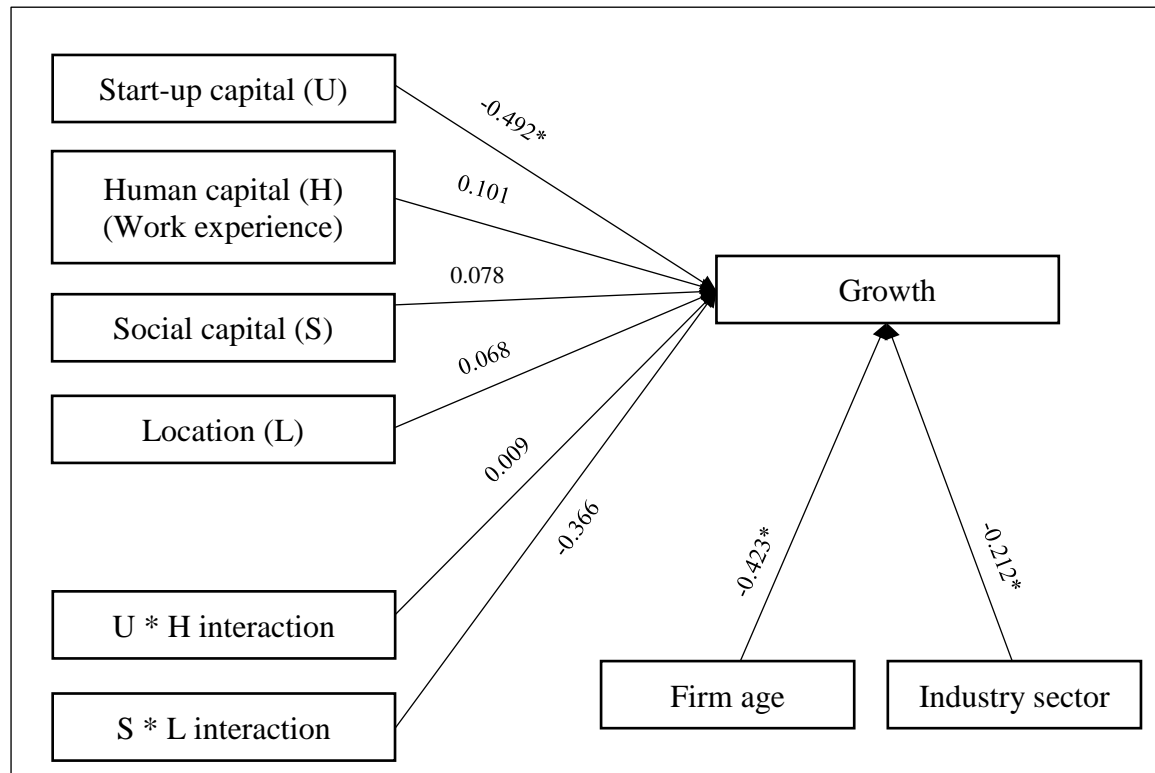 Start-up capital (U)
-0.492*
Human capital (H)
(Work experience)
0.101
0.078
Growth
Social capital (S)
0.068
Location (L)
0.009
-0.366
-0.423*
-0.212*
U * H interaction
Firm age
Industry sector
S * L interaction